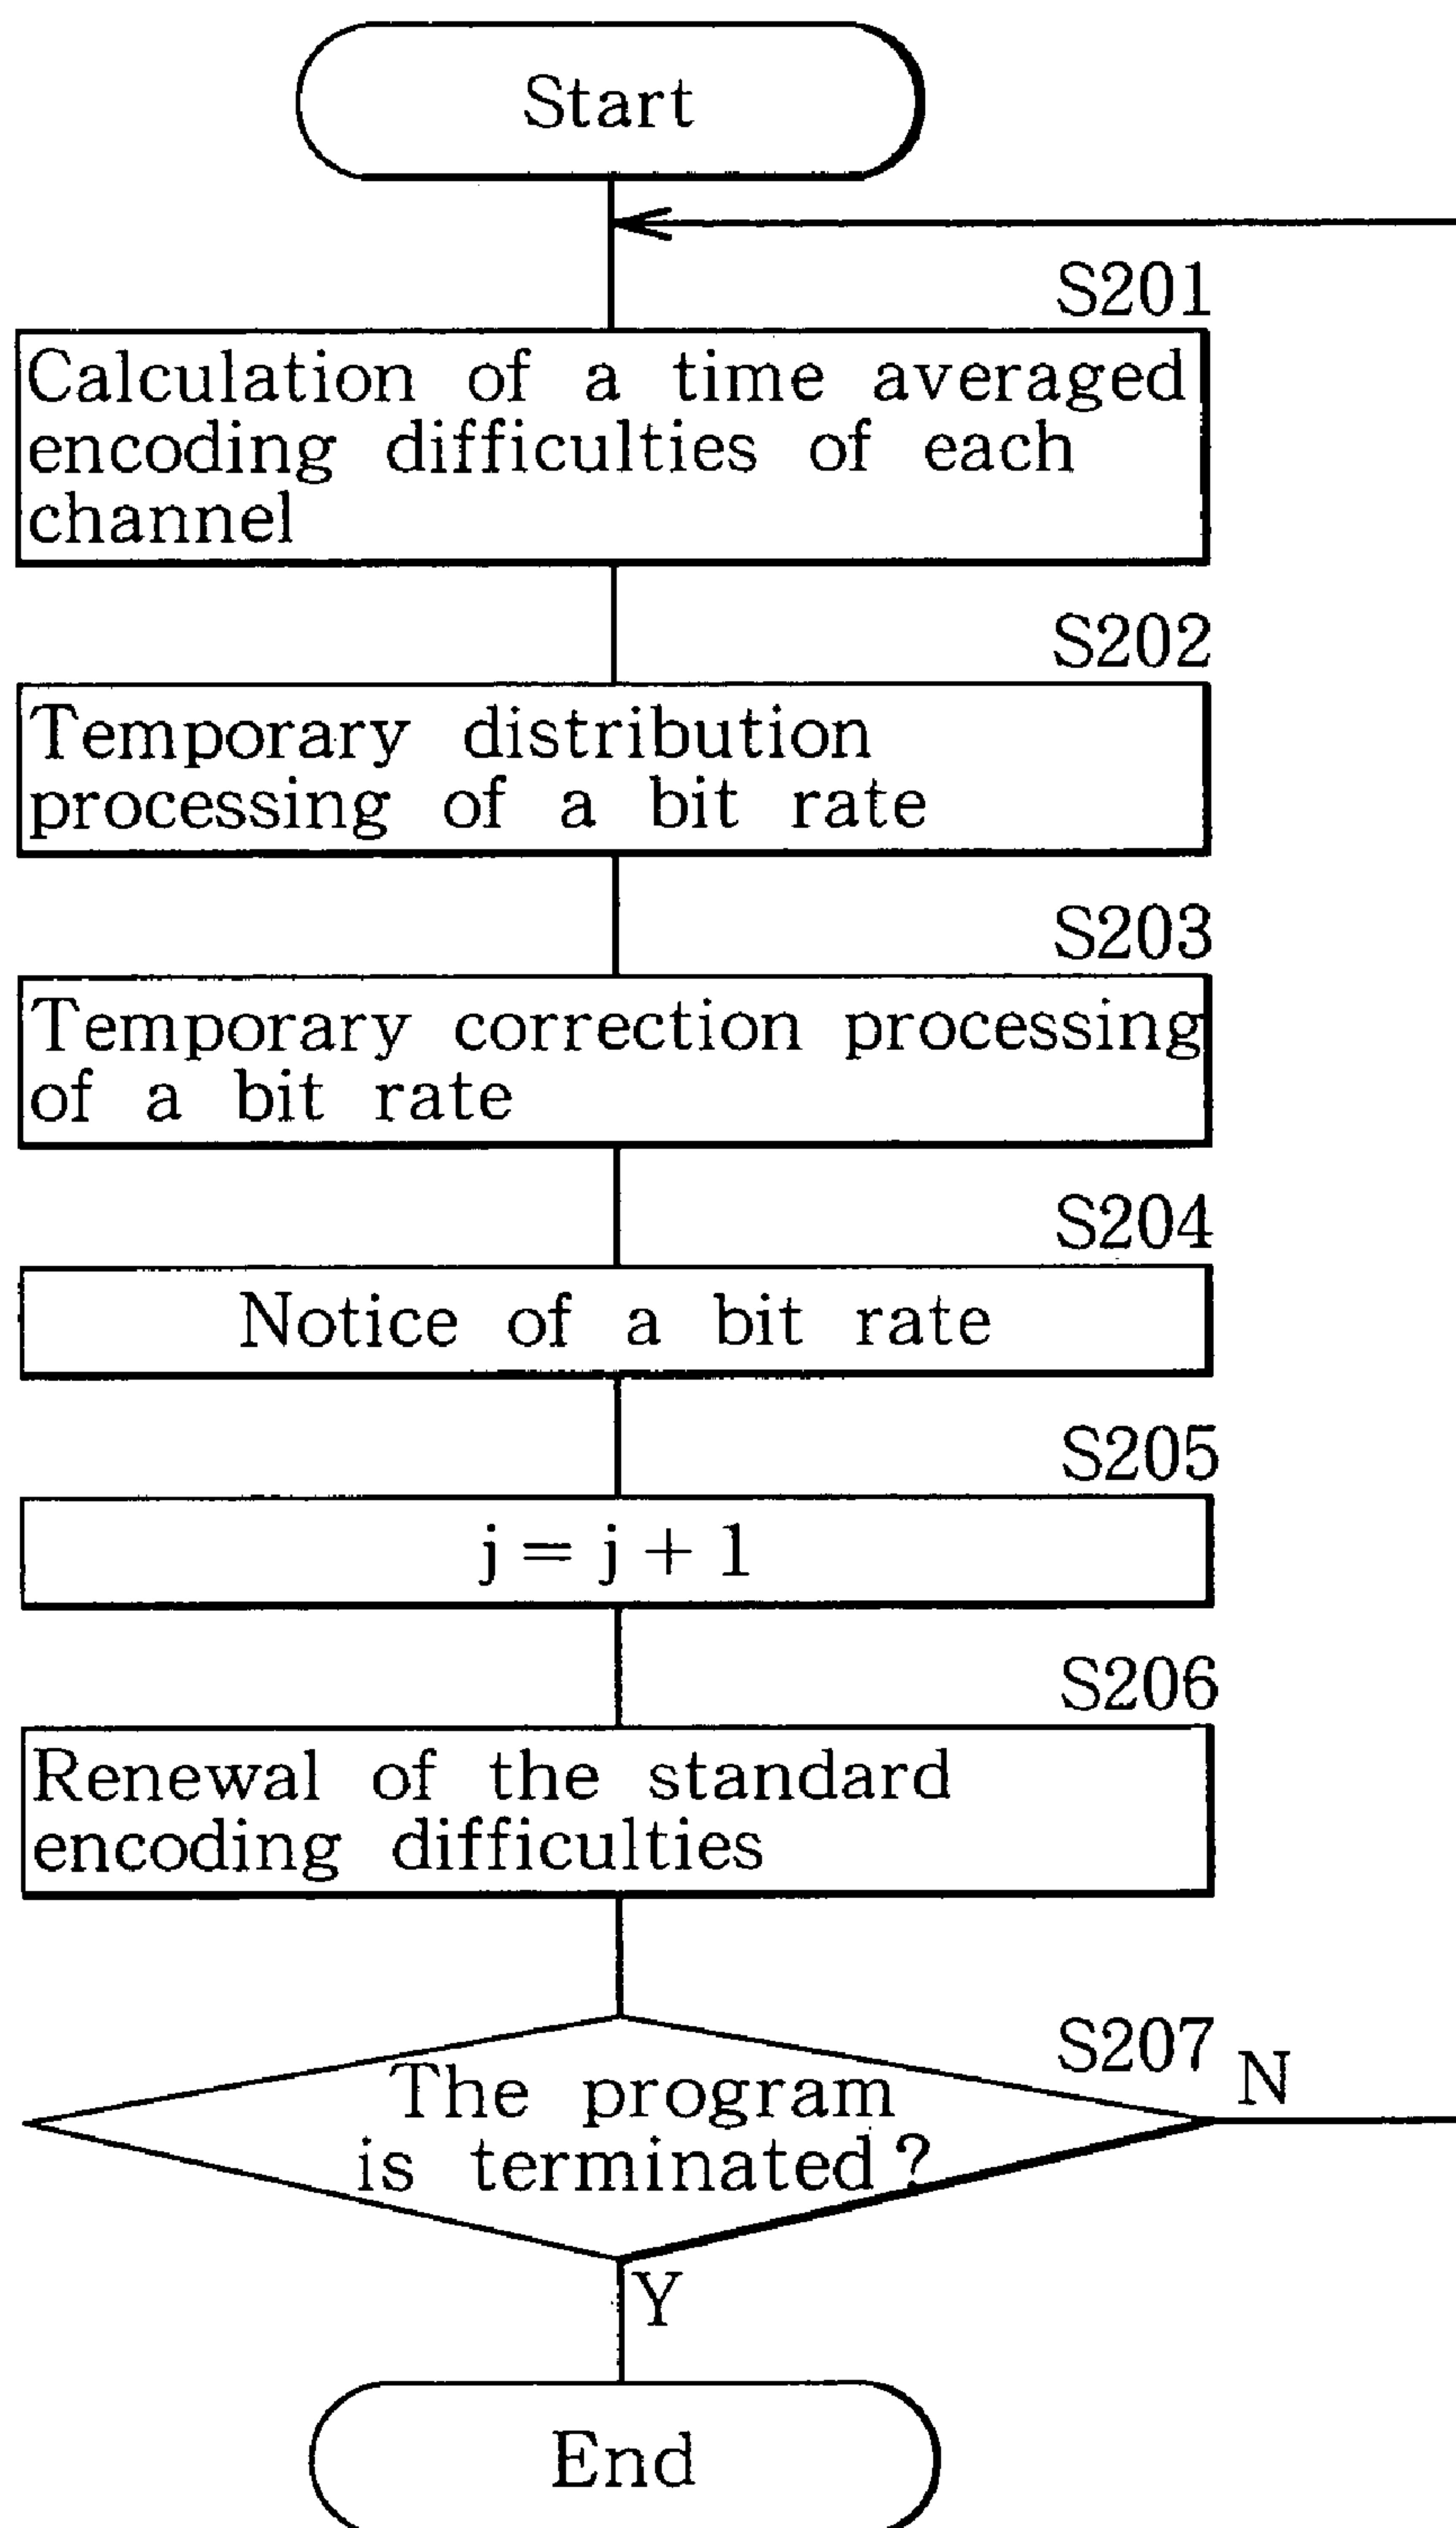 Start
S201
Calculation of a time averaged
encoding difficulties of each
channel
S202
Temporary distribution
processing of a bit rate
S203
Temporary correction processing
of a bit rate
S204
Notice of a bit rate
S205
j = j + 1
S206
Renewal of the standard
encoding difficulties
S207
N
The program
is terminated?
Y
End